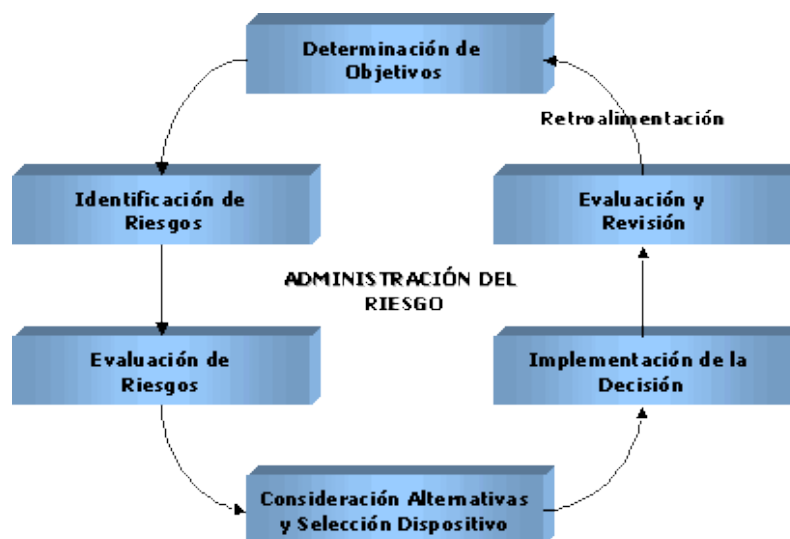 Determinación de
Objetivos
Retroalimentación
Identificación de
Riesgos
Evaluación y
Revisión
ADMINISTRACIÓN DEL
RIESGO
Evaluación de
Riesgos
Implementación de la
Decisión
Consideración Alternativas
y Selección Dispositivo